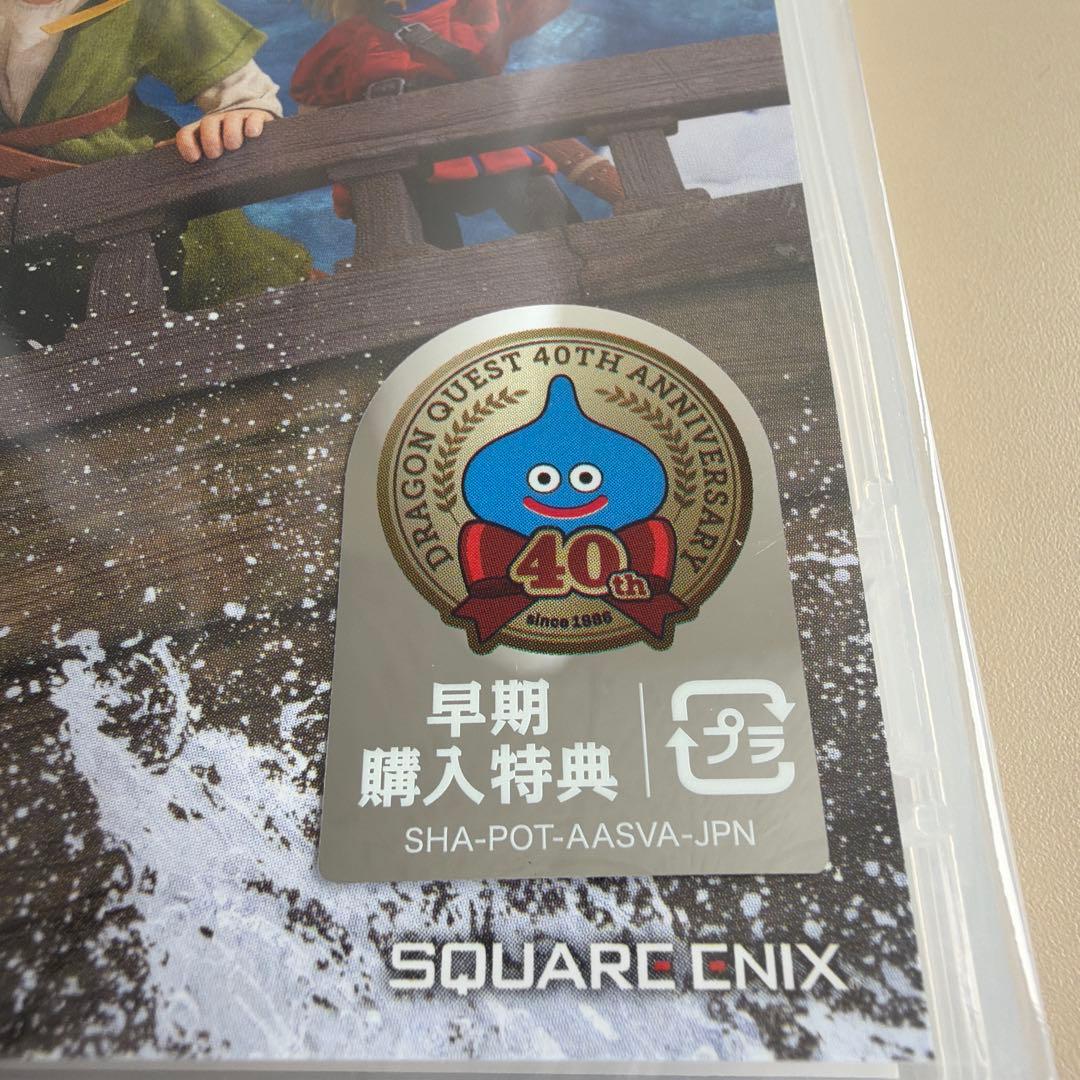 DRAGON QUEST 40TH ANNIVERSARY
40th
since 1986
早期
購入特典
プラ
SHA-POT-AASVA-JPN
SQUARE ENIX